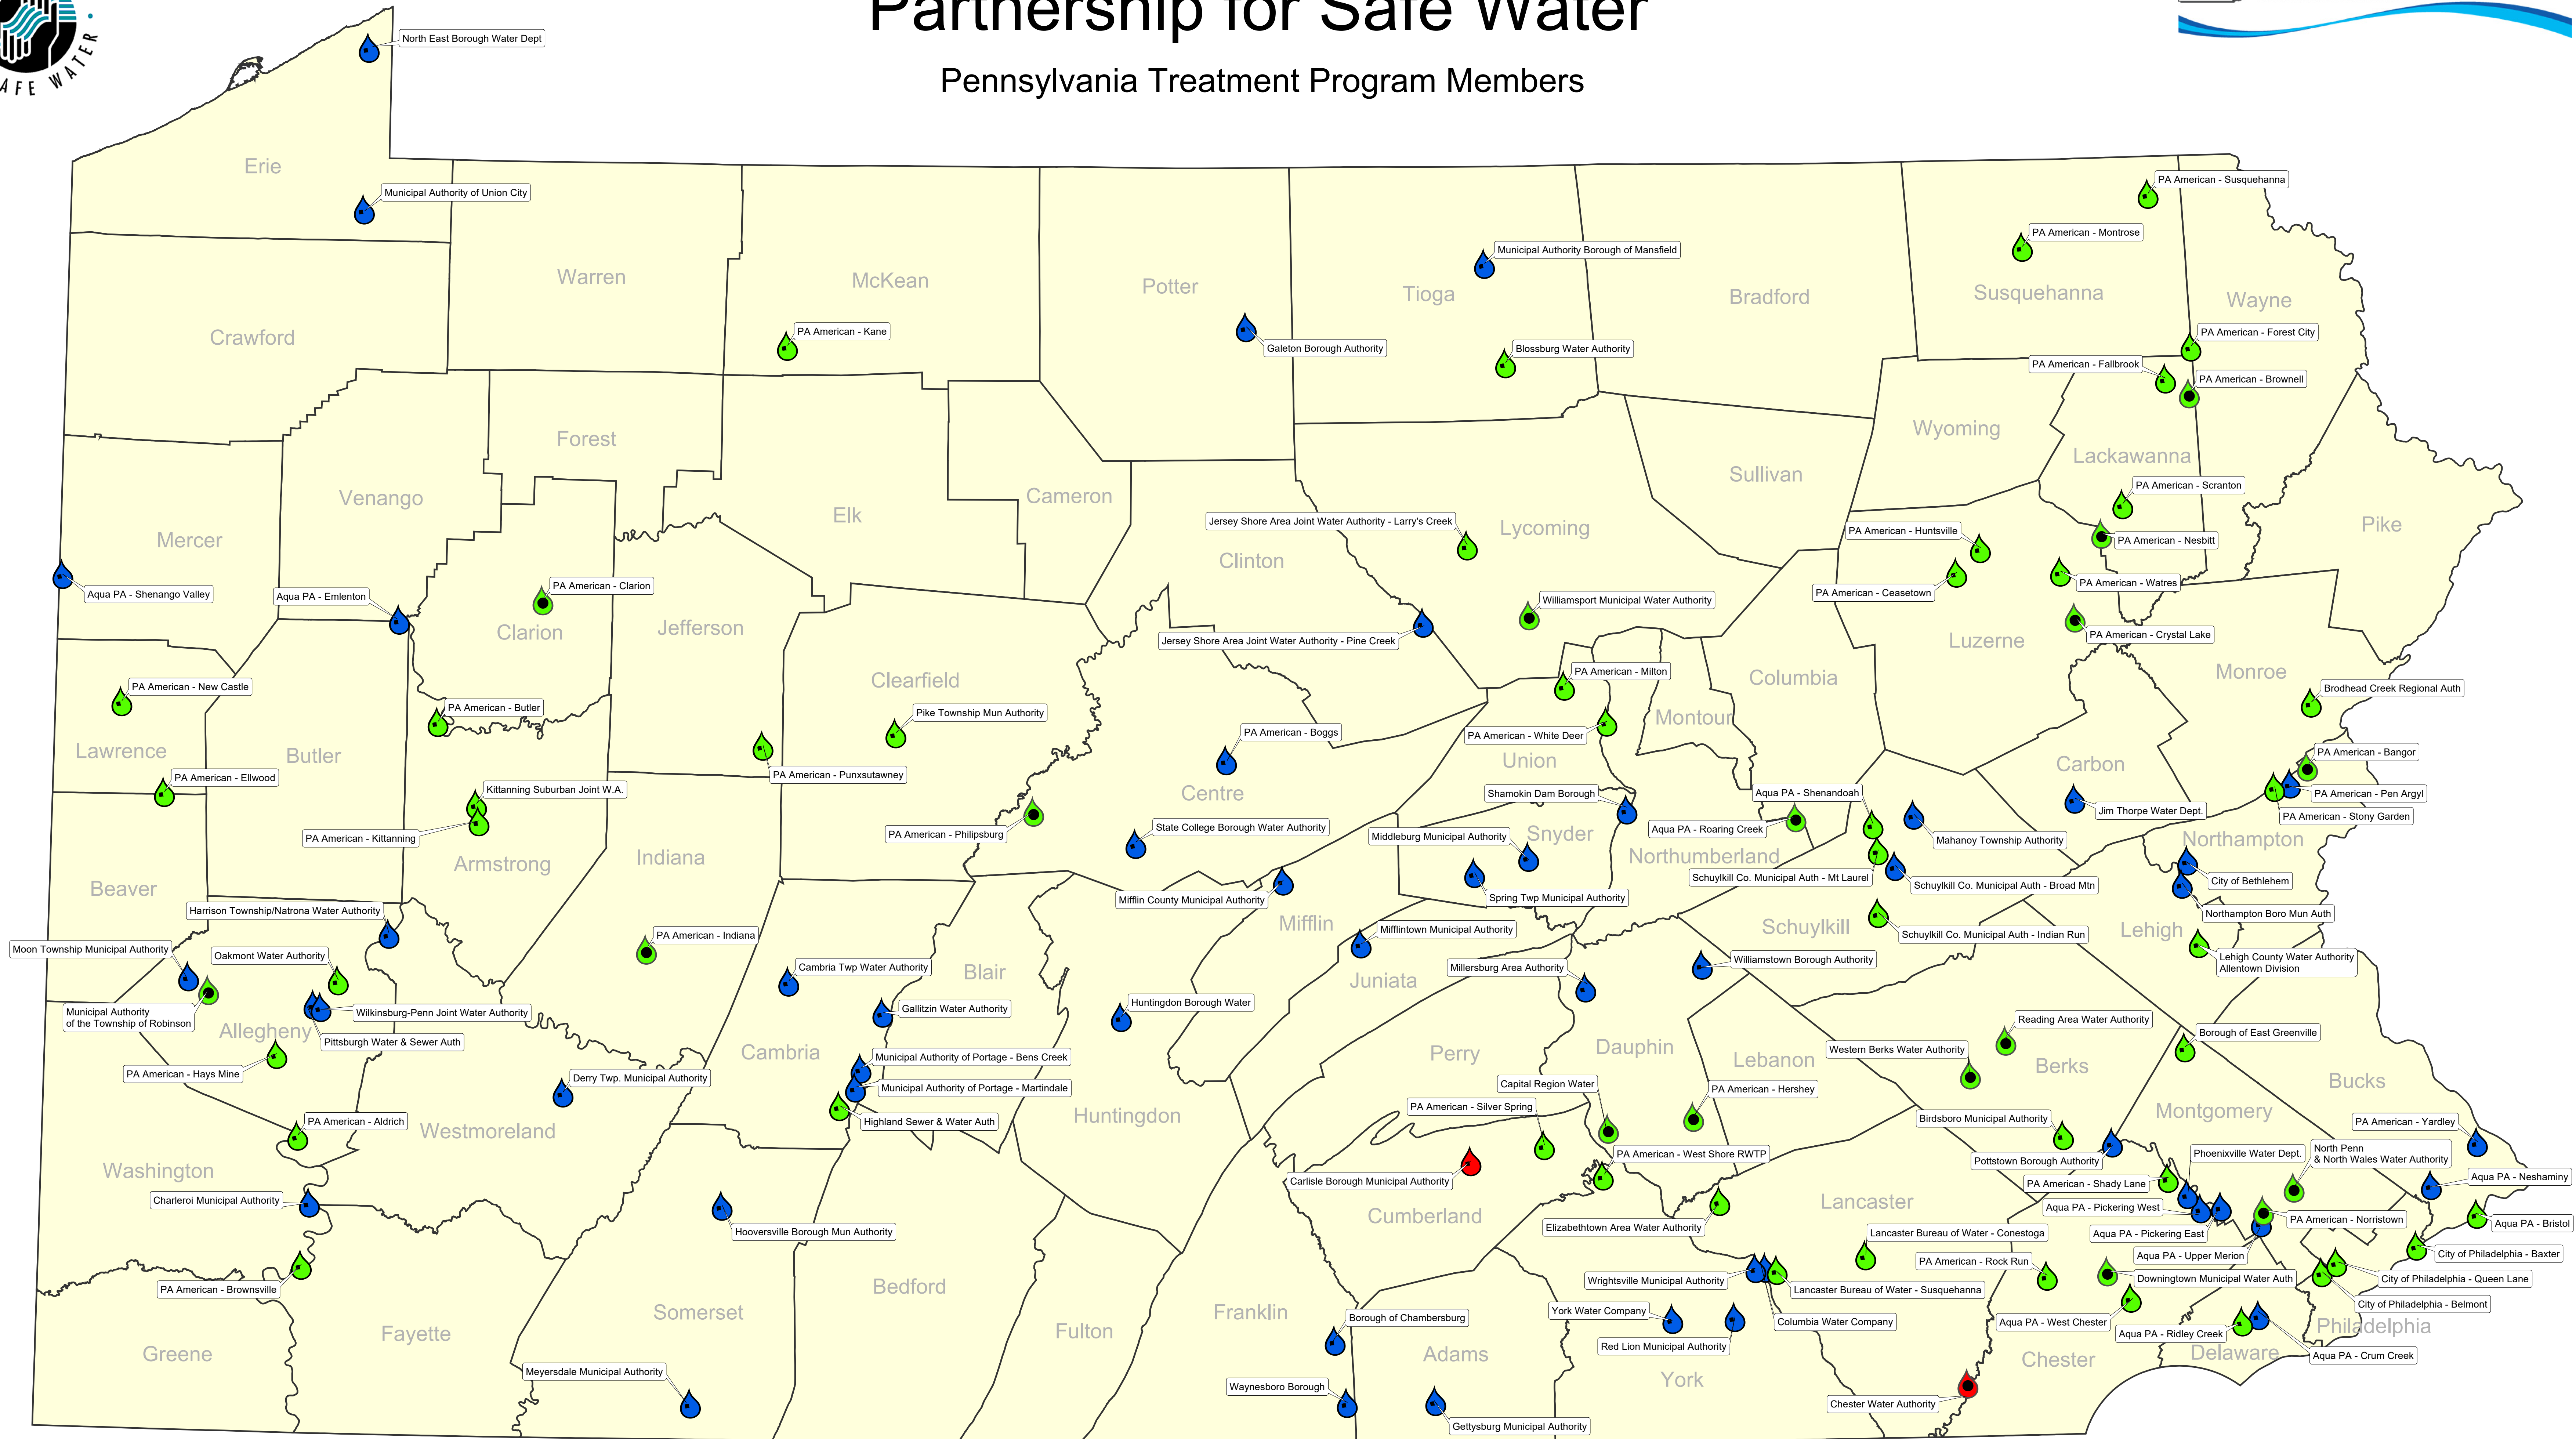 Partnership for Safe Water
Pennsylvania Treatment Program Members
AFE WATER
North East Borough Water Dept
Erie
Municipal Authority of Union City
Crawford
Warren
McKean
PA American - Kane
Potter
Galeton Borough Authority
Municipal Authority Borough of Mansfield
Tioga
Blossburg Water Authority
Bradford
PA American - Susquehanna
PA American - Montrose
Susquehanna
Wayne
PA American - Forest City
PA American - Fallbrook
PA American - Brownell
Wyoming
Lackawanna
PA American - Scranton
PA American - Nesbitt
Pike
Forest
Venango
Mercer
Aqua PA - Shenango Valley
Aqua PA - Emlenton
PA American - Clarion
Clarion
Elk
Cameron
Jefferson
Clearfield
Clinton
Sullivan
Lycoming
Jersey Shore Area Joint Water Authority - Larry's Creek
Jersey Shore Area Joint Water Authority - Pine Creek
Williamsport Municipal Water Authority
PA American - Huntsville
PA American - Ceasetown
PA American - Watres
PA American - Crystal Lake
Luzerne
Monroe
Brodhead Creek Regional Auth
PA American - New Castle
Lawrence
PA American - Ellwood
Butler
PA American - Butler
Pike Township Mun Authority
PA American - Punxsutawney
PA American - Boggs
Centre
PA American - Milton
PA American - White Deer
Union
Montour
Columbia
Carbon
PA American - Bangor
PA American - Pen Argyl
PA American - Stony Garden
Jim Thorpe Water Dept.
Northampton
Kittanning Suburban Joint W.A.
PA American - Kittanning
Armstrong
Indiana
PA American - Philipsburg
State College Borough Water Authority
Mifflin County Municipal Authority
Shamokin Dam Borough
Middleburg Municipal Authority
Snyder
Spring Twp Municipal Authority
Aqua PA - Shenandoah
Aqua PA - Roaring Creek
Northumberland
Mahanoy Township Authority
Schuylkill Co. Municipal Auth - Mt Laurel
Schuylkill Co. Municipal Auth - Broad Mtn
Schuylkill Co. Municipal Auth - Indian Run
Schuylkill
City of Bethlehem
Northampton Boro Mun Auth
Lehigh
Lehigh County Water Authority
Allentown Division
Beaver
Harrison Township/Natrona Water Authority
Moon Township Municipal Authority
Oakmont Water Authority
Municipal Authority
of the Township of Robinson
Allegheny
Wilkinsburg-Penn Joint Water Authority
Pittsburgh Water & Sewer Auth
PA American - Hays Mine
PA American - Aldrich
PA American - Indiana
Cambria Twp Water Authority
Blair
Gallitzin Water Authority
Cambria
Municipal Authority of Portage - Bens Creek
Municipal Authority of Portage - Martindale
Highland Sewer & Water Auth
Derry Twp. Municipal Authority
Westmoreland
Huntingdon Borough Water
Huntingdon
Mifflin
Mifflintown Municipal Authority
Juniata
Millersburg Area Authority
Williamstown Borough Authority
Perry
Dauphin
Lebanon
Capital Region Water
PA American - Hershey
PA American - Silver Spring
PA American - West Shore RWTP
Carlisle Borough Municipal Authority
Cumberland
Reading Area Water Authority
Western Berks Water Authority
Berks
Birdsboro Municipal Authority
Borough of East Greenville
Bucks
Montgomery
Pottstown Borough Authority
Phoenixville Water Dept.
North Penn
& North Wales Water Authority
PA American - Yardley
Aqua PA - Neshaminy
Aqua PA - Bristol
PA American - Shady Lane
Aqua PA - Pickering West
Aqua PA - Pickering East
PA American - Norristown
Aqua PA - Upper Merion
City of Philadelphia - Baxter
City of Philadelphia - Queen Lane
City of Philadelphia - Belmont
Philadelphia
Washington
Charleroi Municipal Authority
PA American - Brownsville
Greene
Fayette
Hooversville Borough Mun Authority
Somerset
Meyersdale Municipal Authority
Bedford
Fulton
Franklin
Borough of Chambersburg
Waynesboro Borough
Adams
Gettysburg Municipal Authority
Elizabethtown Area Water Authority
Lancaster
Lancaster Bureau of Water - Conestoga
Wrightsville Municipal Authority
Lancaster Bureau of Water - Susquehanna
York Water Company
Red Lion Municipal Authority
Columbia Water Company
York
PA American - Rock Run
Downingtown Municipal Water Auth
Aqua PA - West Chester
Aqua PA - Ridley Creek
Aqua PA - Crum Creek
Chester
Delaware
Chester Water Authority